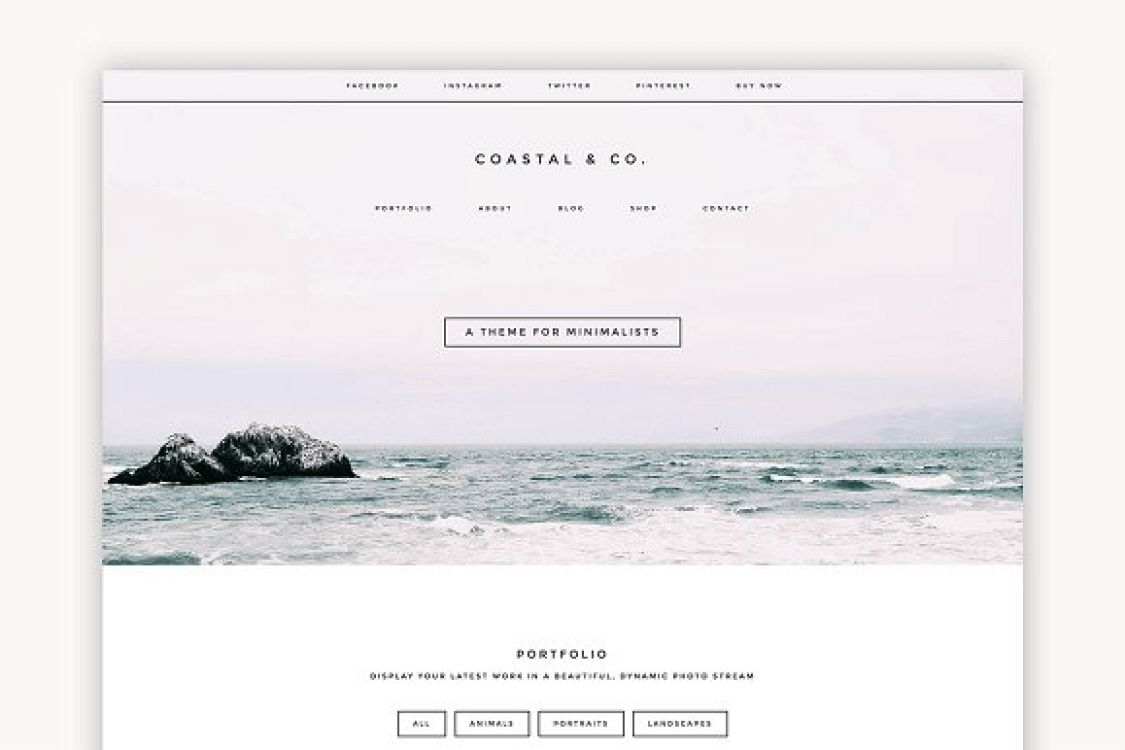 FACEBOOK INSTAGRAM TWITTER PINTEREST BUY NOW
COASTAL & CO.
PORTFOLIO ABOUT BLOG SHOP CONTACT
A THEME FOR MINIMALISTS
PORTFOLIO
DISPLAY YOUR LATEST WORK IN A BEAUTIFUL, DYNAMIC PHOTO STREAM
ALL ANIMALS PORTRAITS LANDSCAPES